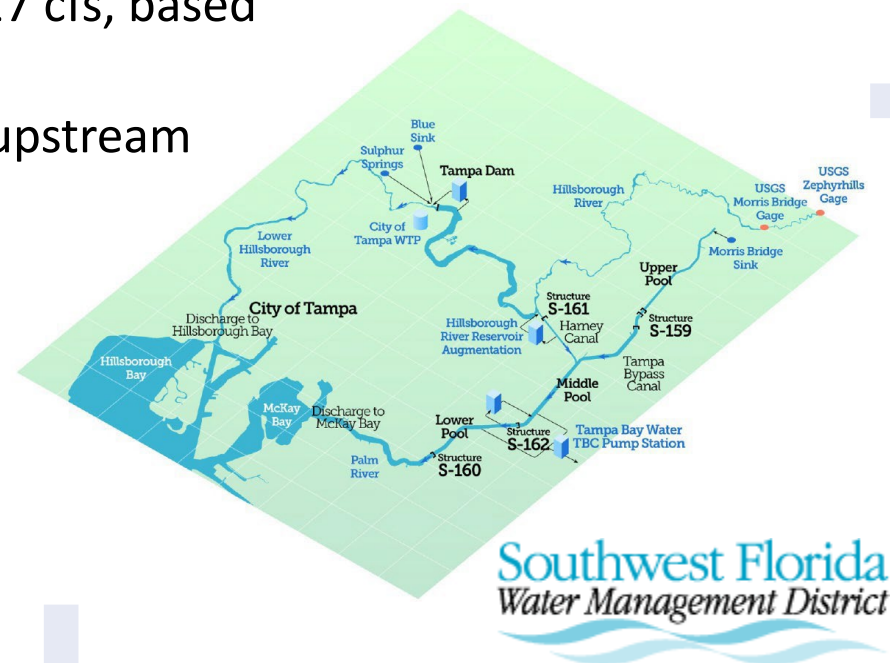 17 cfs, based
upstream
Blue
Sink
Sulphur
Springs
Tampa Dam
City of
Tampa WTP
Hillsborough
River
USGS
Morris Bridge
Gage
USGS
Zephyrhills
Gage
Morris Bridge
Sink
Lower
Hillsborough
River
Upper
Pool
City of Tampa
Discharge to
Hillsborough Bay
Structure
S-161
Hillsborough
River Reservoir
Augmentation
Harney
Canal
Structure
S-159
Hillsborough
Bay
Tampa
Bypass
Canal
Middle
Pool
McKay
Bay
Discharge to
McKay Bay
Lower
Pool
Structure
S-162
Tampa Bay Water
TBC Pump Station
Palm
River
Structure
S-160
Southwest Florida
Water Management District